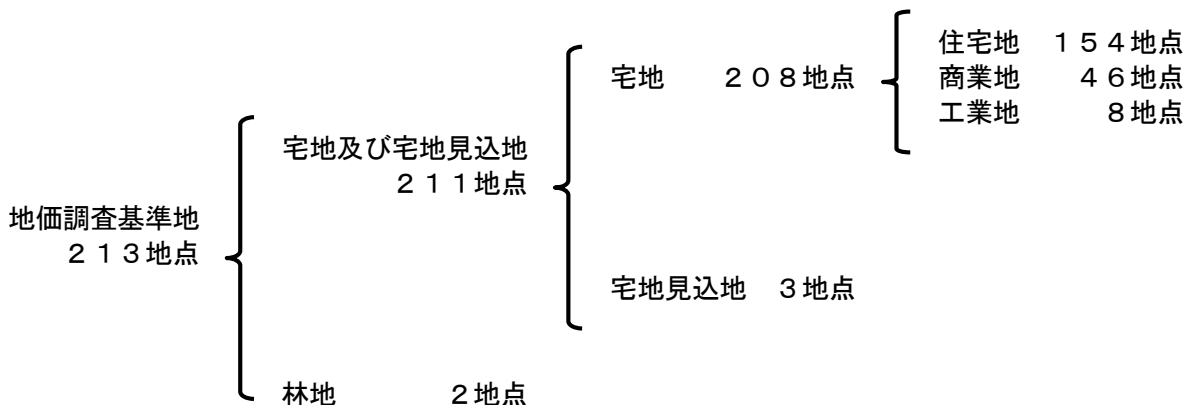 地価調査基準地
２１３地点
宅地及び宅地見込地
２１１地点
宅地　　２０８地点
住宅地　１５４地点
商業地　　４６地点
工業地　　　８地点
宅地見込地　３地点
林地　　　　２地点